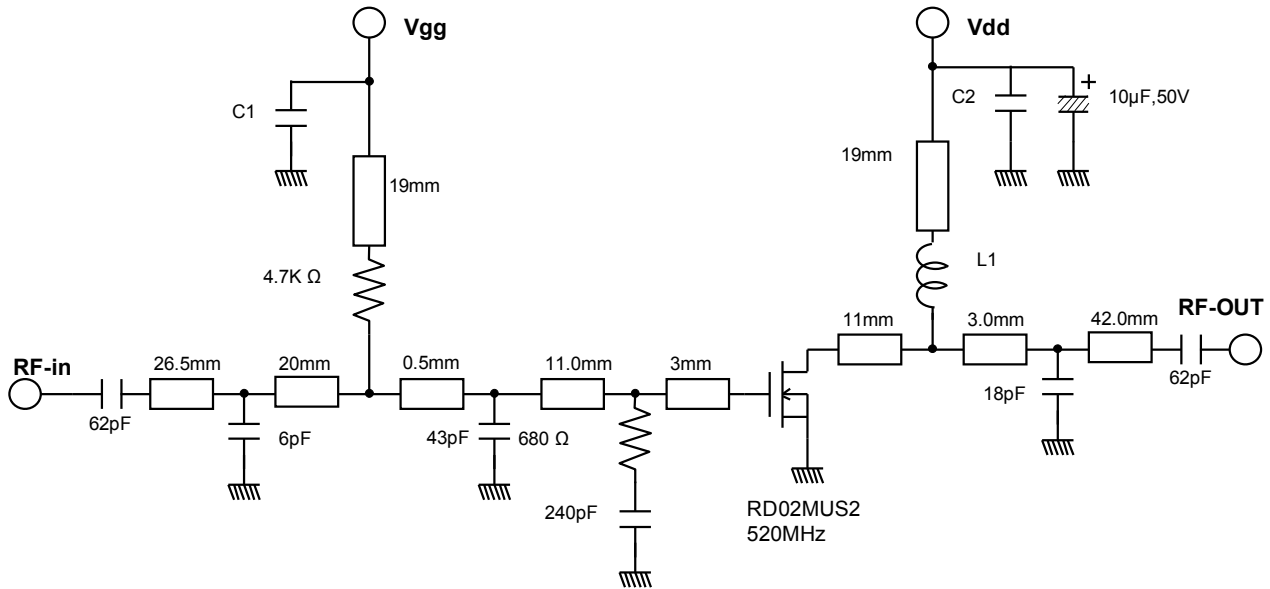 Vgg
Vdd
C1
C2
10µF,50V
19mm
19mm
4.7K Ω
L1
RF-in
26.5mm
20mm
0.5mm
11.0mm
3mm
11mm
3.0mm
42.0mm
RF-OUT
62pF
6pF
43pF
680 Ω
18pF
62pF
240pF
RD02MUS2
520MHz